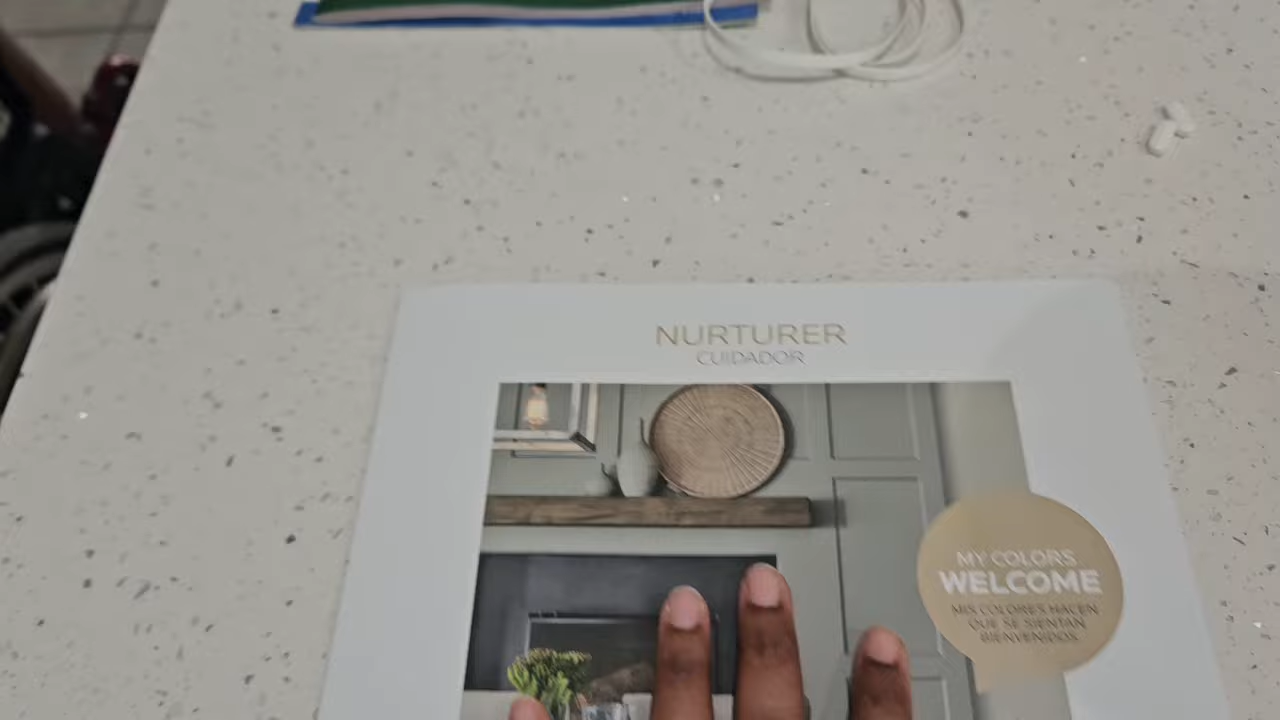 NURTURER
CUIDADOR
MY COLORS
WELCOME
MIS COLORES HACEN
QUE SE SIENTAN
BIENVENIDOS.